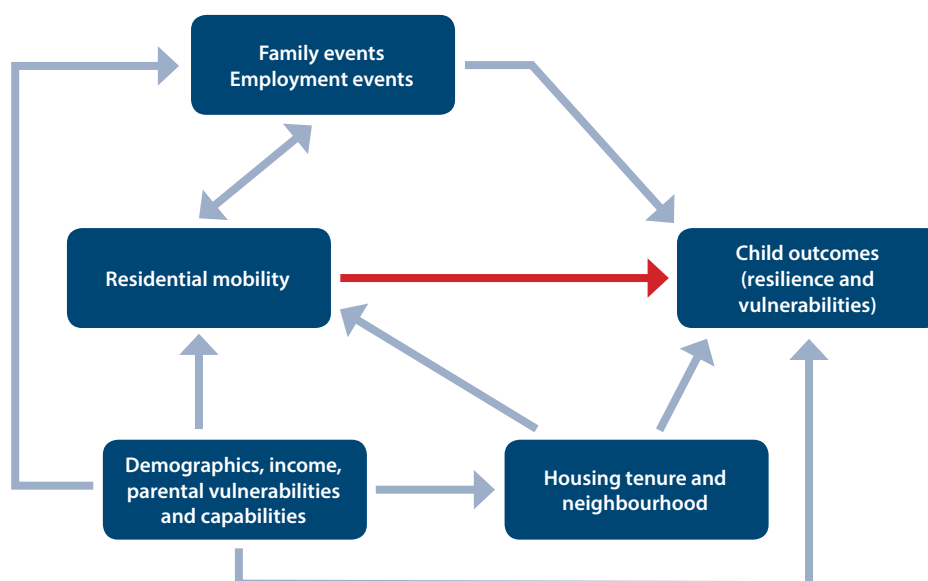 Family events
Employment events
Residential mobility
Child outcomes
(resilience and
vulnerabilities)
Demographics, income,
parental vulnerabilities
and capabilities
Housing tenure and
neighbourhood